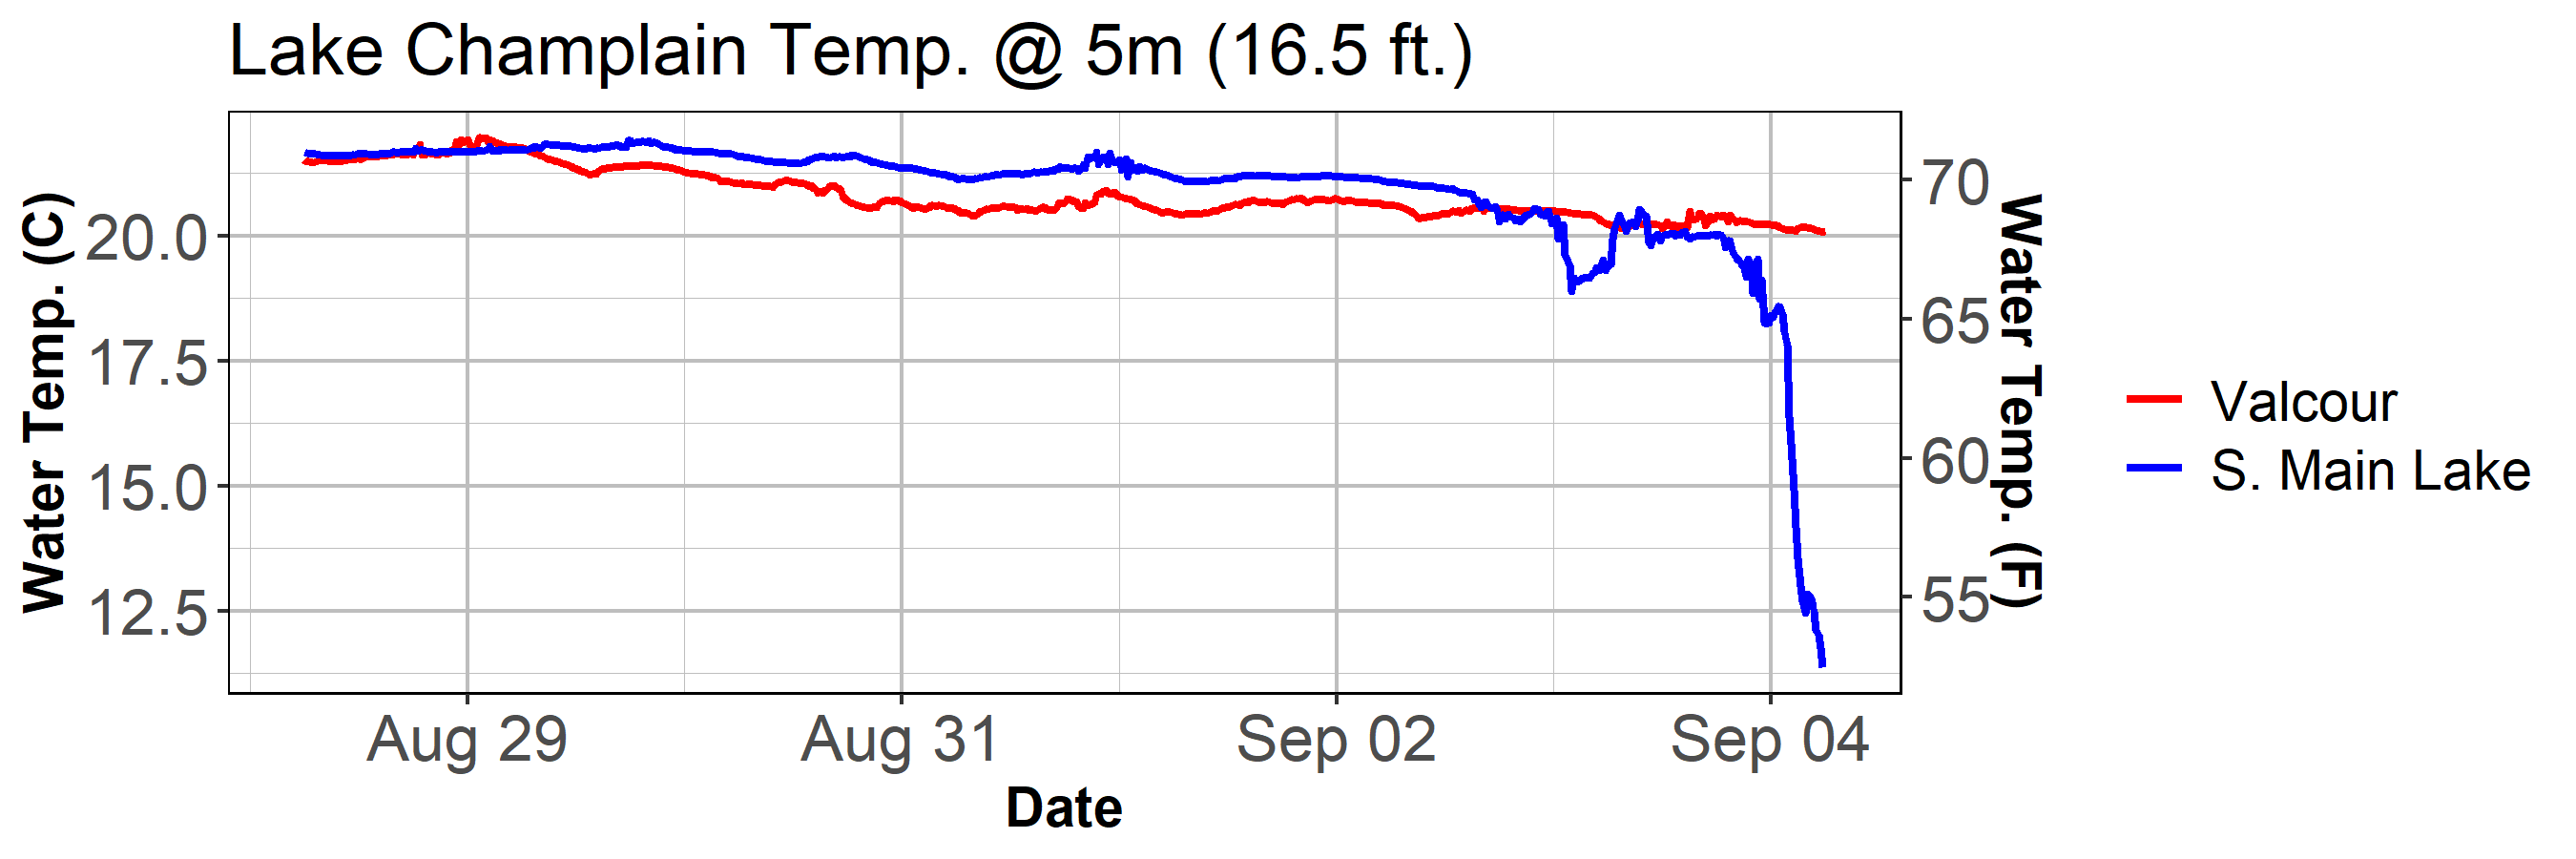 Lake Champlain Temp. @ 5m (16.5 ft.)
Water Temp. (C)
20.0
17.5
15.0
12.5
70
65
60
55
Water Temp. (F)
Aug 29
Aug 31
Sep 02
Sep 04
Date
Valcour
S. Main Lake